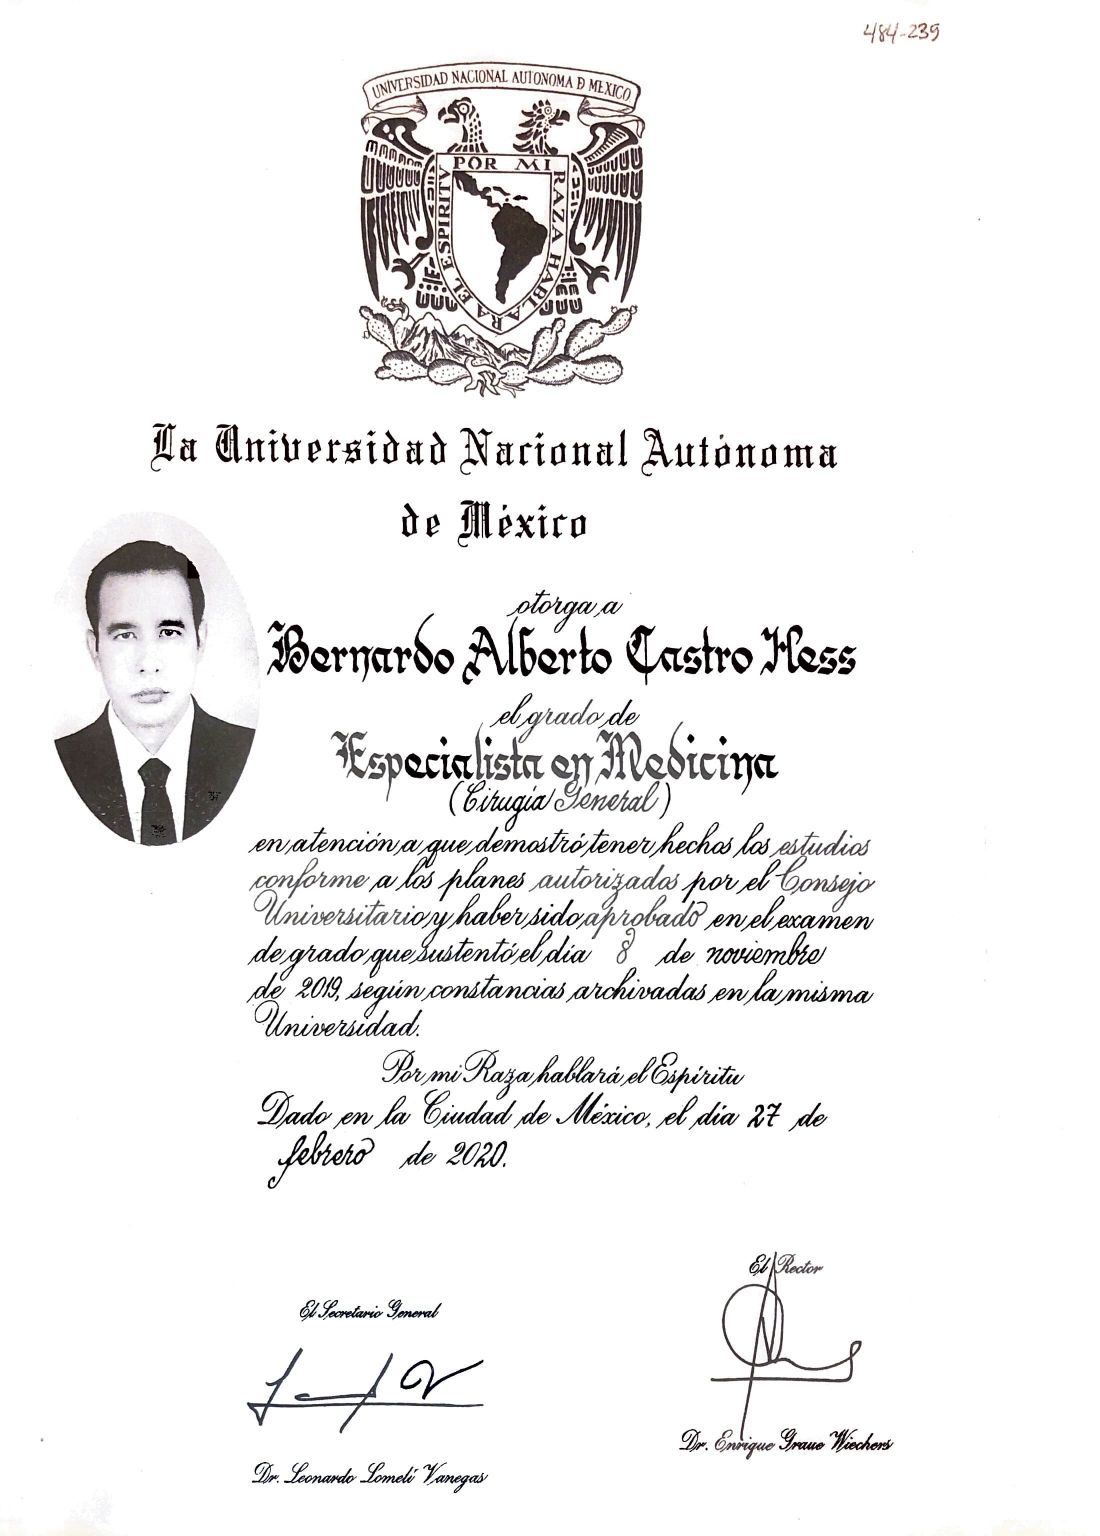 484-239
UNIVERSIDAD NACIONAL AUTONOMA D MEXICO
POR MI RAZA HABLARA EL ESPIRITU
La Universidad Nacional Autónoma
de México
otorga a
Bernardo Alberto Castro Hess
el grado de
Especialista en Medicina
(Cirugía General)
en atención a que demostró tener hechos los estudios
conforme a los planes autorizados por el Consejo
Universitario y haber sido aprobado en el examen
de grado que sustentó el día 8 de noviembre
de 2019, según constancias archivadas en la misma
Universidad.
Por mi Raza hablará el Espíritu
Dado en la Ciudad de México, el día 27 de
febrero de 2020.
El Rector
El Secretario General
Dr. Enrique Graue Wiechers
Dr. Leonardo Lomelí Vanegas